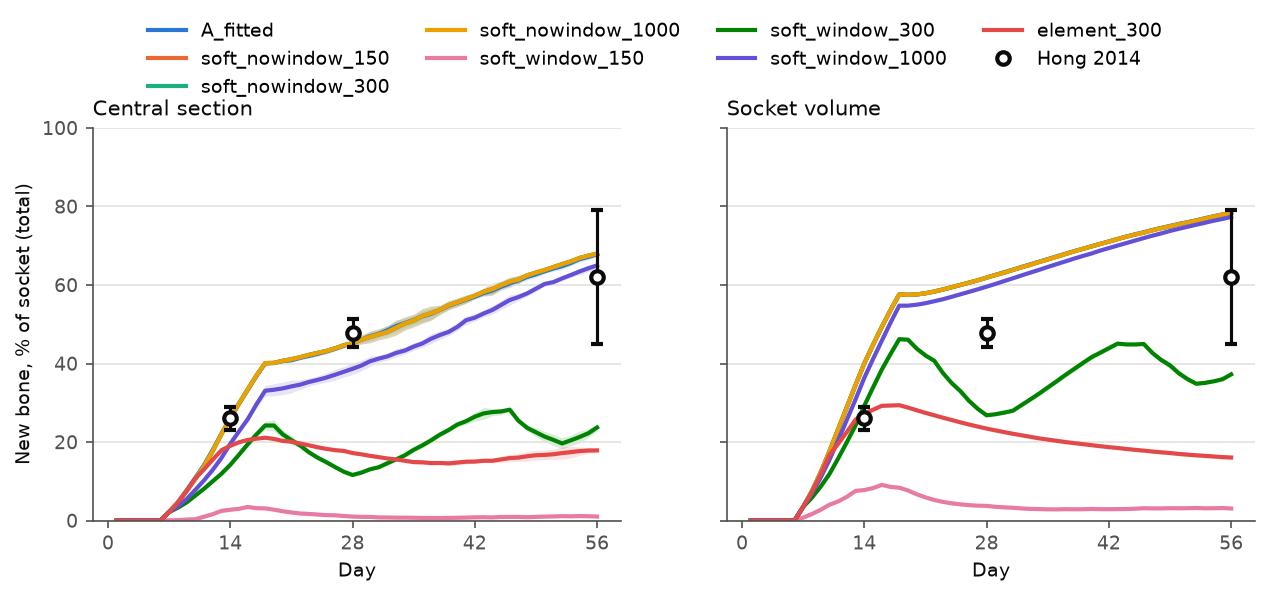 A_fitted
soft_nowindow_150
soft_nowindow_300
soft_nowindow_1000
soft_window_150
soft_window_300
soft_window_1000
element_300
Hong 2014
Central section
New bone, % of socket (total)
100
80
60
40
20
0
0 14 28 42 56
Day
Socket volume
0 14 28 42 56
Day